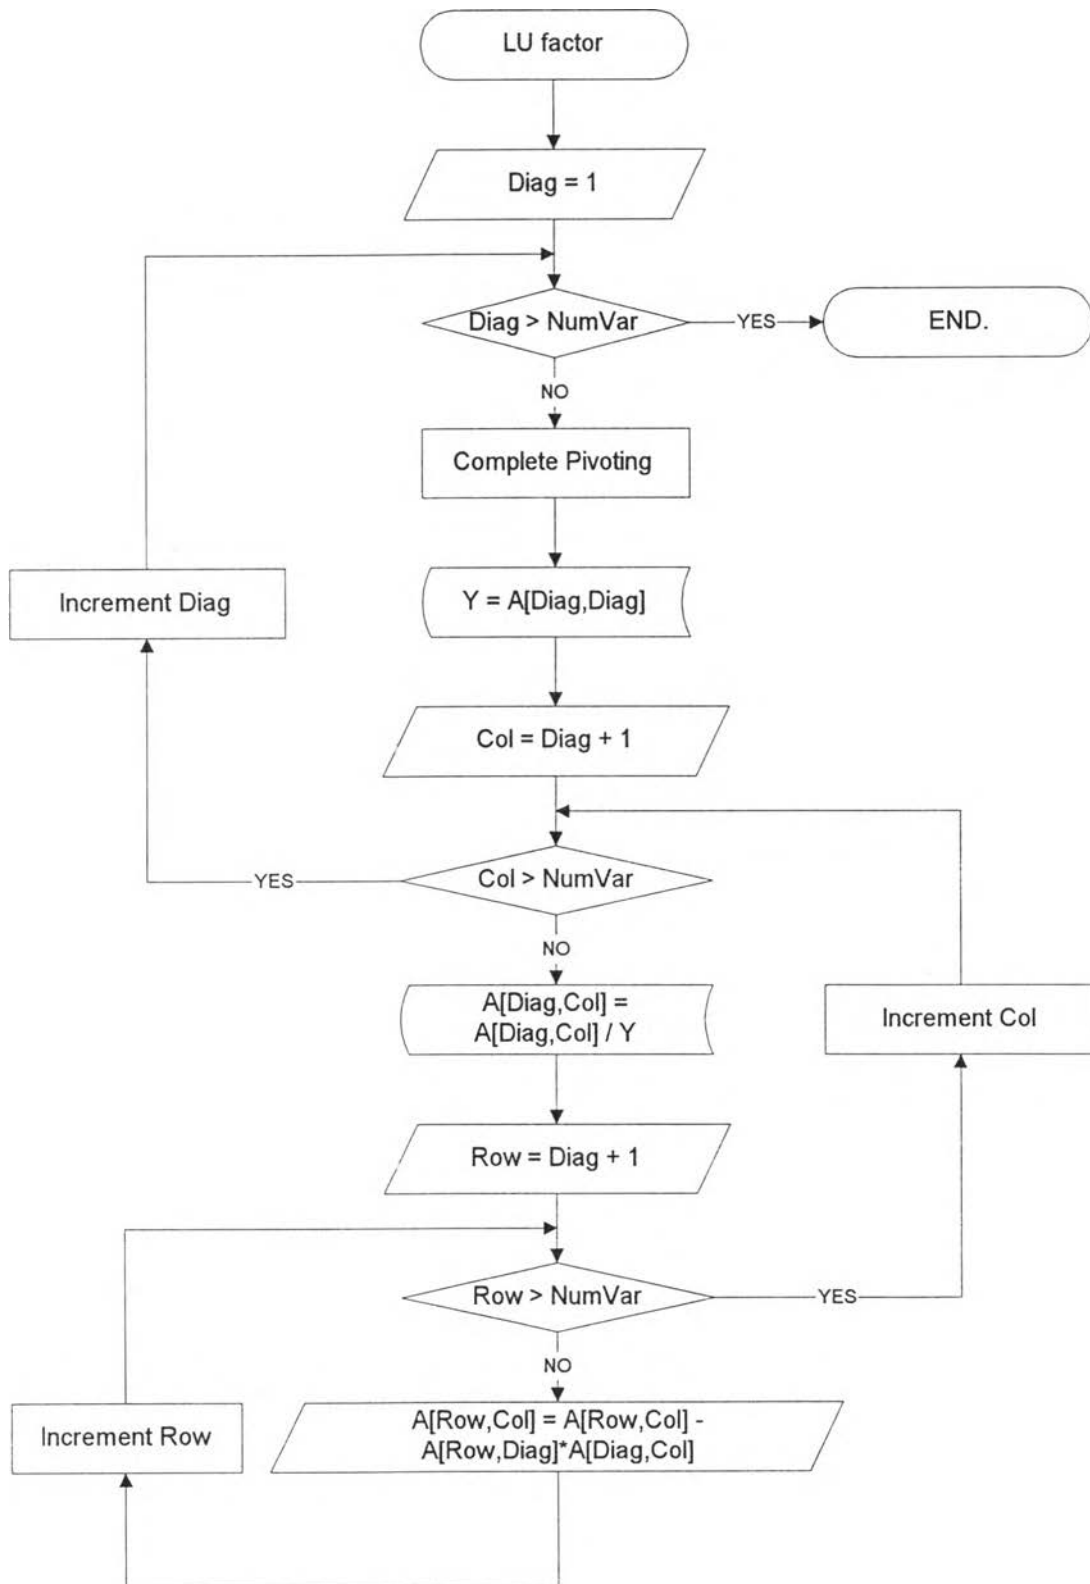 LU factor
Diag = 1
Diag > NumVar
YES
END.
NO
Complete Pivoting
Y = A[Diag,Diag]
Increment Diag
Col = Diag + 1
Col > NumVar
YES
NO
A[Diag,Col] =
A[Diag,Col] / Y
Increment Col
Row = Diag + 1
Row > NumVar
YES
NO
A[Row,Col] = A[Row,Col] -
A[Row,Diag]*A[Diag,Col]
Increment Row